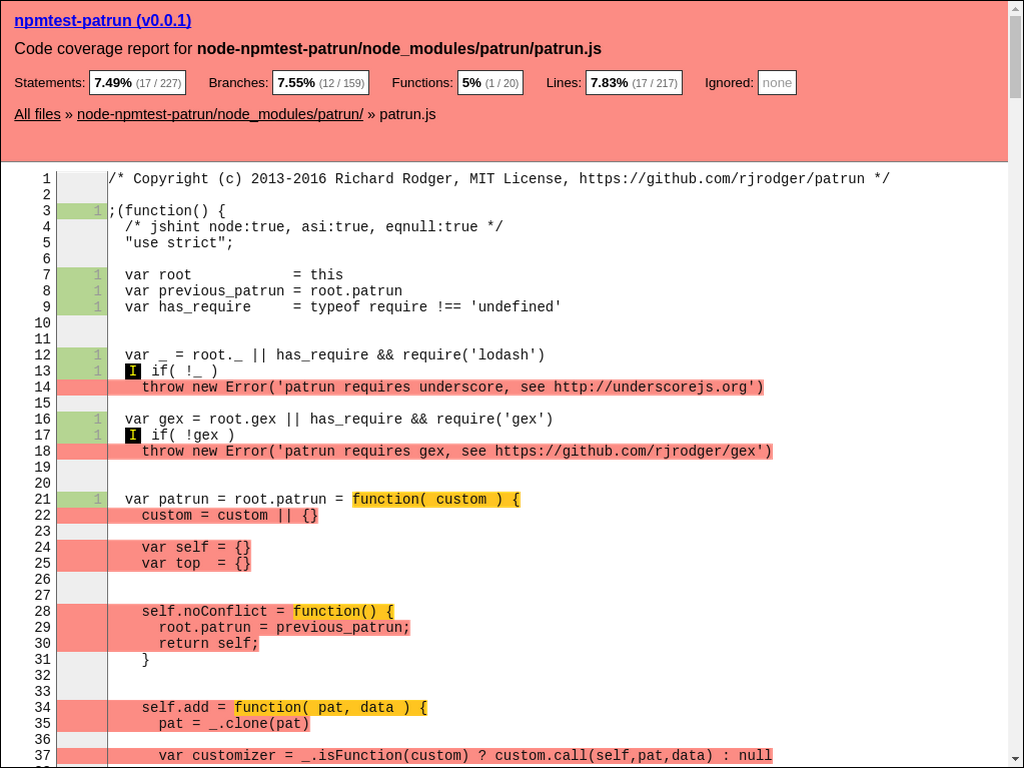 npmtest-patrun (v0.0.1)
Code coverage report for node-npmtest-patrun/node_modules/patrun/patrun.js
Statements: 7.49% (17 / 227) Branches: 7.55% (12 / 159) Functions: 5% (1 / 20) Lines: 7.83% (17 / 217) Ignored: none
All files » node-npmtest-patrun/node_modules/patrun/ » patrun.js
1 /* Copyright (c) 2013-2016 Richard Rodger, MIT License, https://github.com/rjrodger/patrun */
2
3 1 ;(function() {
4 /* jshint node:true, asi:true, eqnull:true */
5 "use strict";
6
7 1 var root            = this
8 1 var previous_patrun = root.patrun
9 1 var has_require     = typeof require !== 'undefined'
10
11
12 1 var _ = root._ || has_require && require('lodash')
13 1 I if( !_ )
14 throw new Error('patrun requires underscore, see http://underscorejs.org')
15
16 1 var gex = root.gex || has_require && require('gex')
17 1 I if( !gex )
18 throw new Error('patrun requires gex, see https://github.com/rjrodger/gex')
19
20
21 1 var patrun = root.patrun = function( custom ) {
22 custom = custom || {}
23
24 var self = {}
25 var top  = {}
26
27
28 self.noConflict = function() {
29 root.patrun = previous_patrun;
30 return self;
31 }
32
33
34 self.add = function( pat, data ) {
35 pat = _.clone(pat)
36
37 var customizer = _.isFunction(custom) ? custom.call(self,pat,data) : null